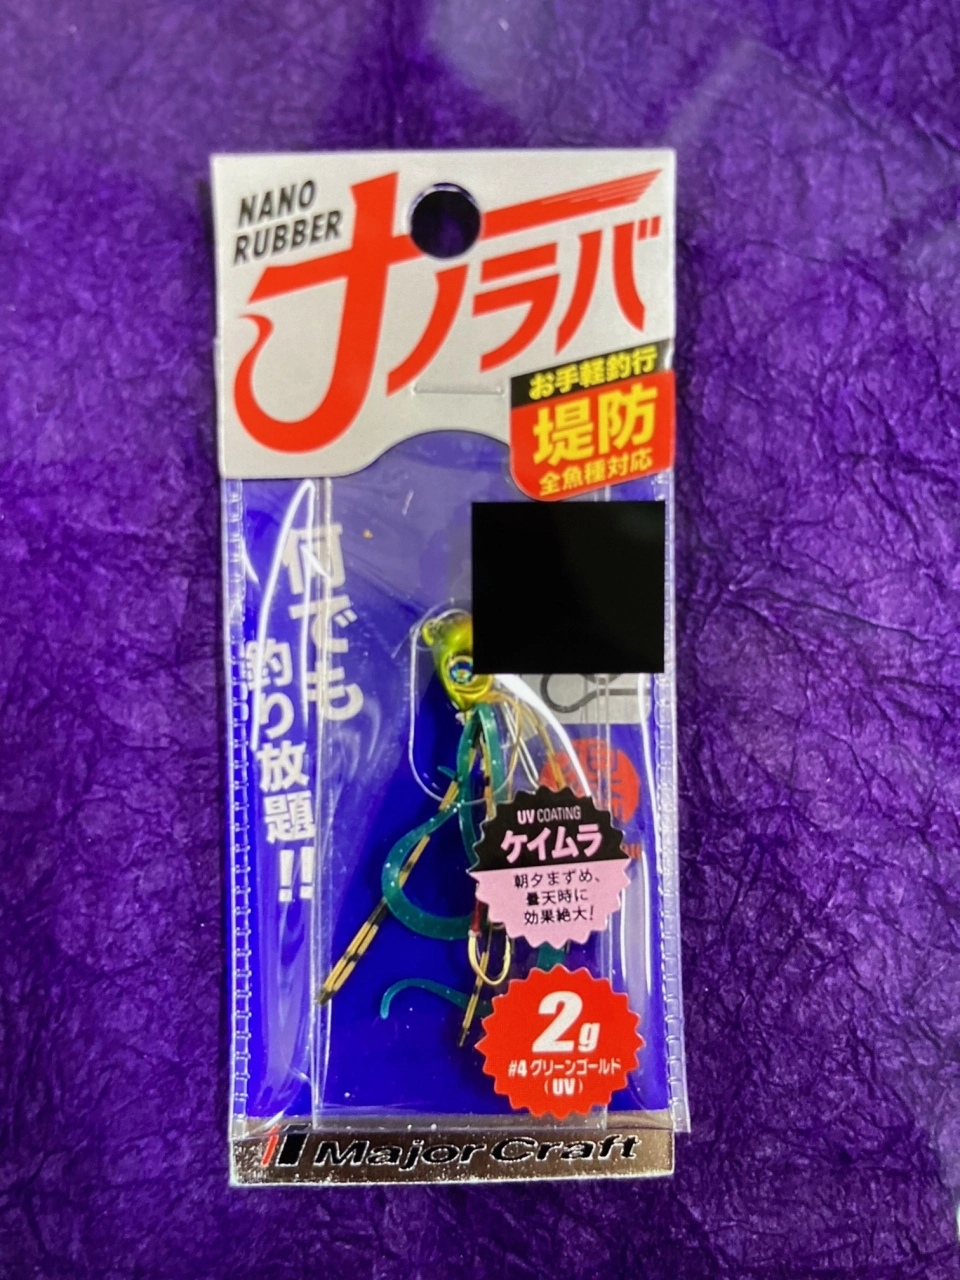 NANO
RUBBER
ナノラバ
お手軽釣行
堤防
全魚種対応
何でも
釣り放題!!
UV COATING
ケイムラ
朝夕まずめ、
曇天時に
効果絶大!
2g
#4 グリーンゴールド
(UV)
Major Craft